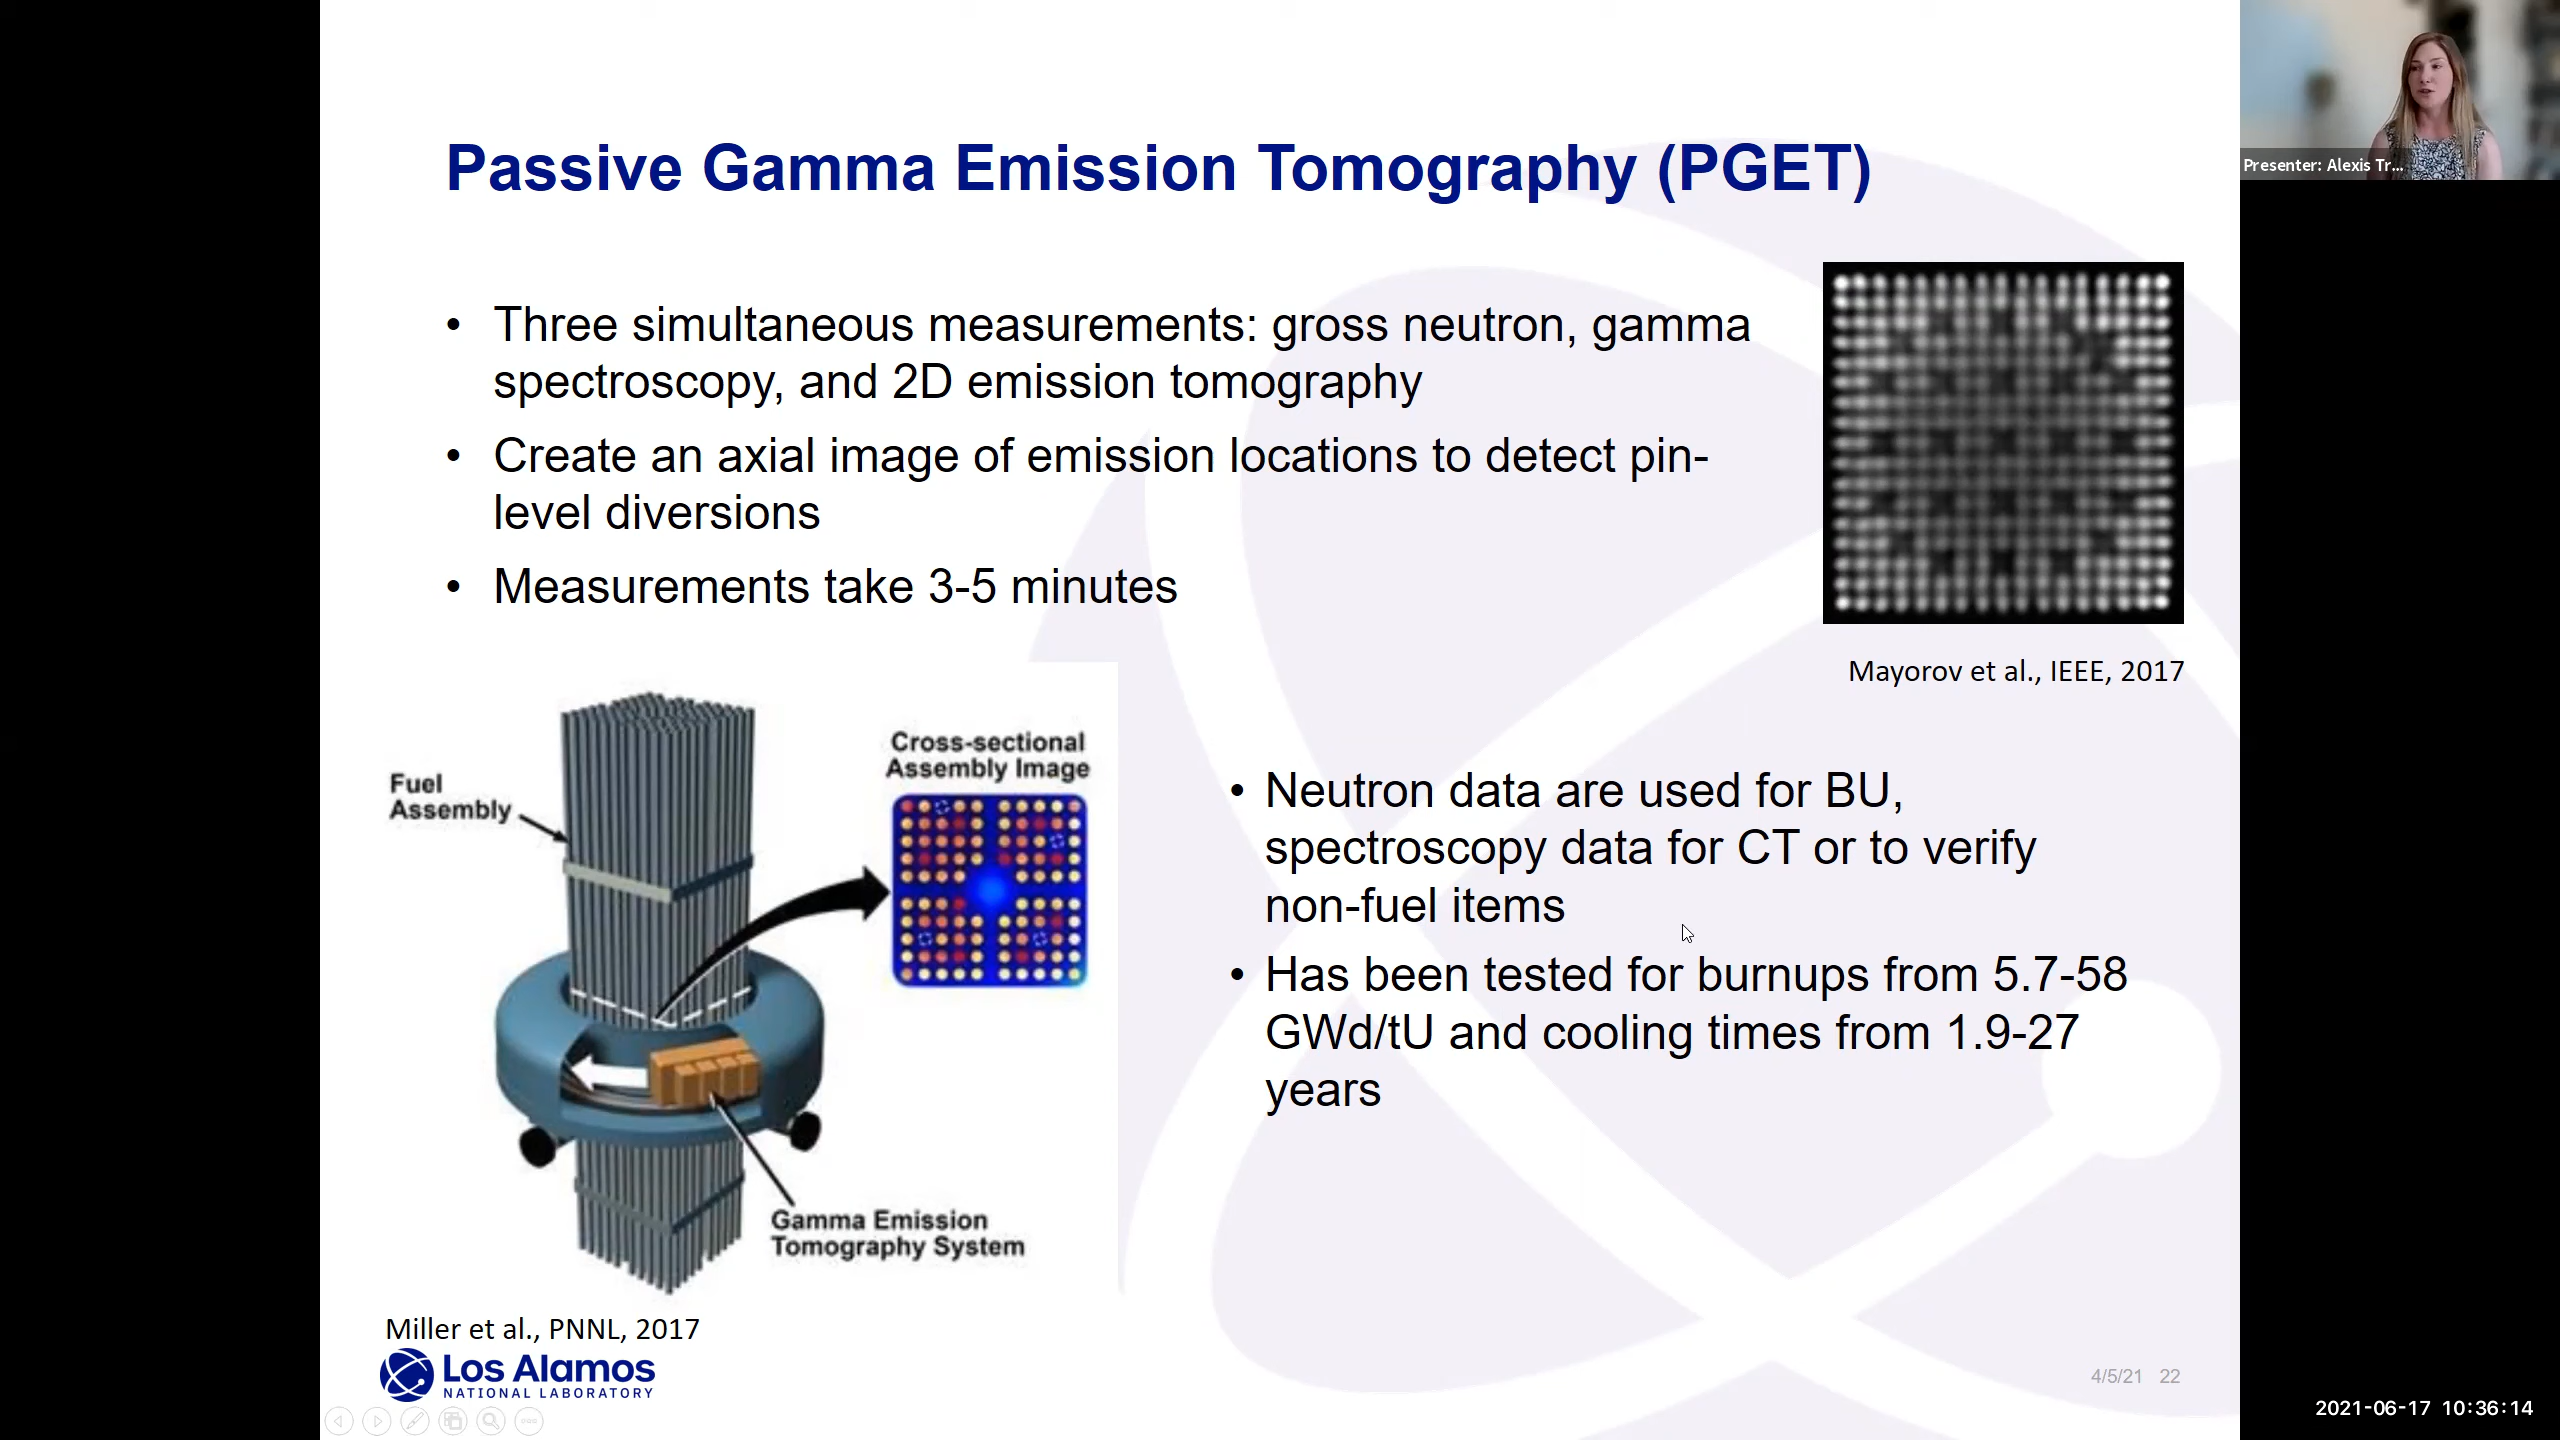 Passive Gamma Emission Tomography (PGET)
Presenter: Alexis Tr...
• Three simultaneous measurements: gross neutron, gamma
spectroscopy, and 2D emission tomography
• Create an axial image of emission locations to detect pin-
level diversions
• Measurements take 3-5 minutes
Mayorov et al., IEEE, 2017
Fuel
Assembly
Cross-sectional
Assembly Image
Gamma Emission
Tomography System
Miller et al., PNNL, 2017
• Neutron data are used for BU,
spectroscopy data for CT or to verify
non-fuel items
• Has been tested for burnups from 5.7-58
GWd/tU and cooling times from 1.9-27
years
Los Alamos
NATIONAL LABORATORY
4/5/21 22
2021-06-17 10:36:14